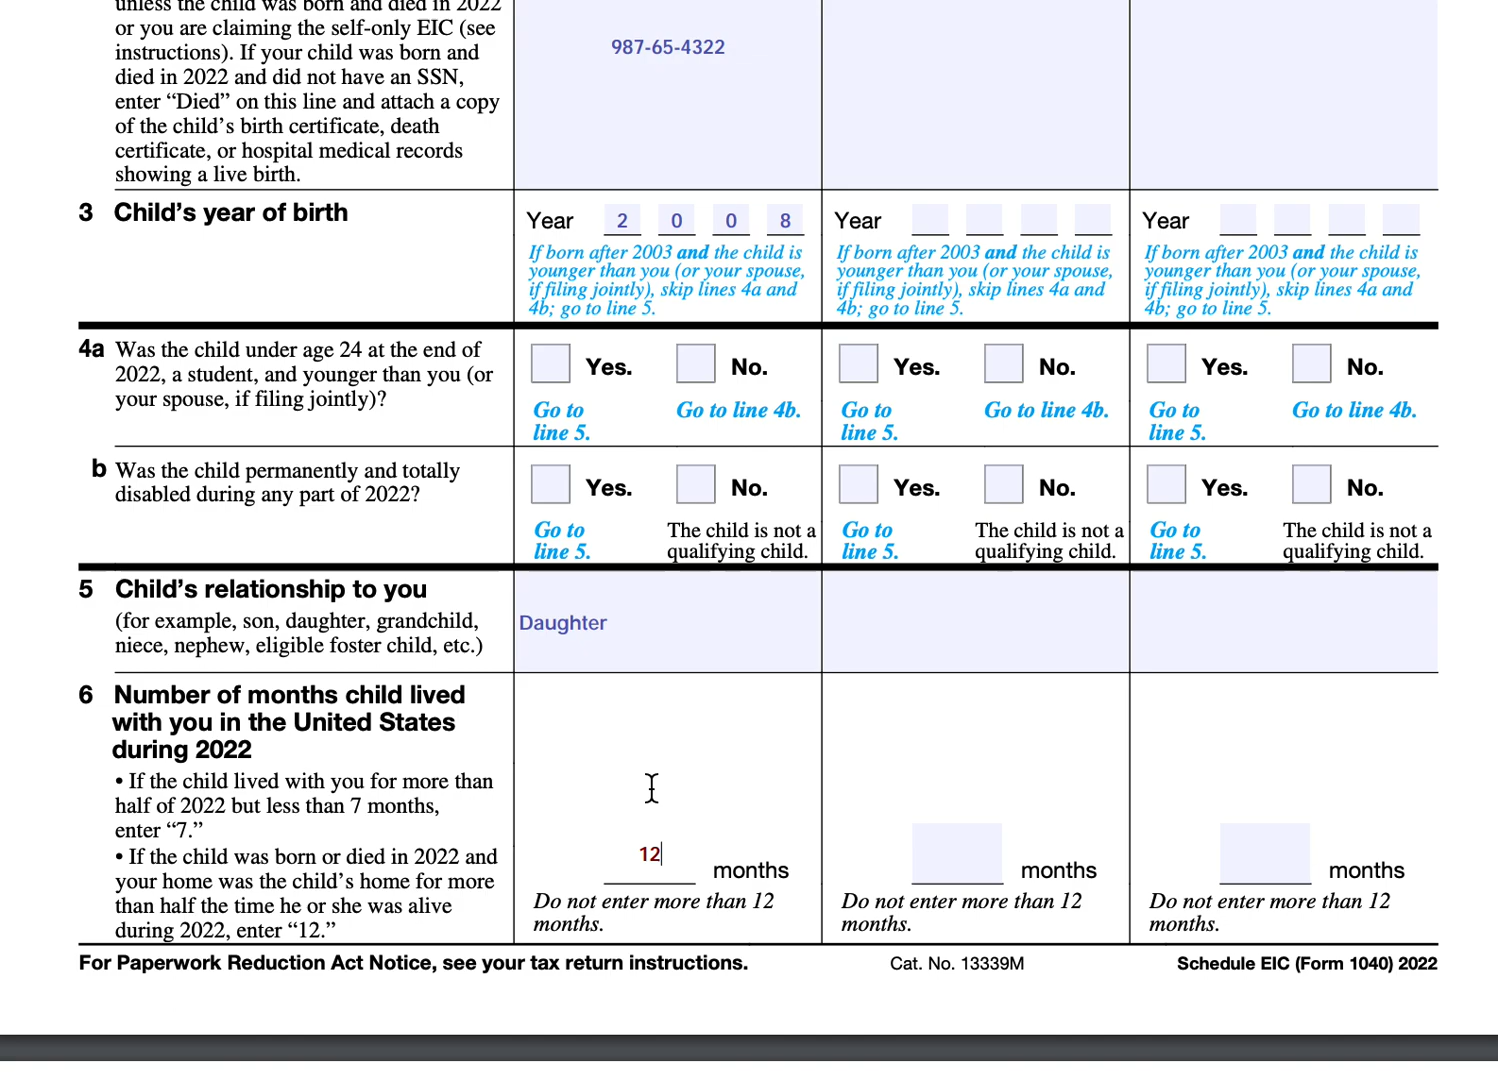 unless the child was born and died in 2022
or you are claiming the self-only EIC (see
instructions). If your child was born and
died in 2022 and did not have an SSN,
enter “Died” on this line and attach a copy
of the child’s birth certificate, death
certificate, or hospital medical records
showing a live birth.
987-65-4322
3 Child’s year of birth
Year 2 0 0 8
If born after 2003 and the child is
younger than you (or your spouse,
if filing jointly), skip lines 4a and
4b; go to line 5.
Year
If born after 2003 and the child is
younger than you (or your spouse,
if filing jointly), skip lines 4a and
4b; go to line 5.
Year
If born after 2003 and the child is
younger than you (or your spouse,
if filing jointly), skip lines 4a and
4b; go to line 5.
4a Was the child under age 24 at the end of
2022, a student, and younger than you (or
your spouse, if filing jointly)?
Yes. No.
Go to Go to line 4b.
line 5.
Yes. No.
Go to Go to line 4b.
line 5.
Yes. No.
Go to Go to line 4b.
line 5.
b Was the child permanently and totally
disabled during any part of 2022?
Yes. No.
Go to The child is not a
line 5. qualifying child.
Yes. No.
Go to The child is not a
line 5. qualifying child.
Yes. No.
Go to The child is not a
line 5. qualifying child.
5 Child’s relationship to you
(for example, son, daughter, grandchild,
niece, nephew, eligible foster child, etc.)
Daughter
6 Number of months child lived
with you in the United States
during 2022
• If the child lived with you for more than
half of 2022 but less than 7 months,
enter “7.”
• If the child was born or died in 2022 and
your home was the child’s home for more
than half the time he or she was alive
during 2022, enter “12.”
12 months
Do not enter more than 12
months.
months
Do not enter more than 12
months.
months
Do not enter more than 12
months.
For Paperwork Reduction Act Notice, see your tax return instructions.
Cat. No. 13339M
Schedule EIC (Form 1040) 2022